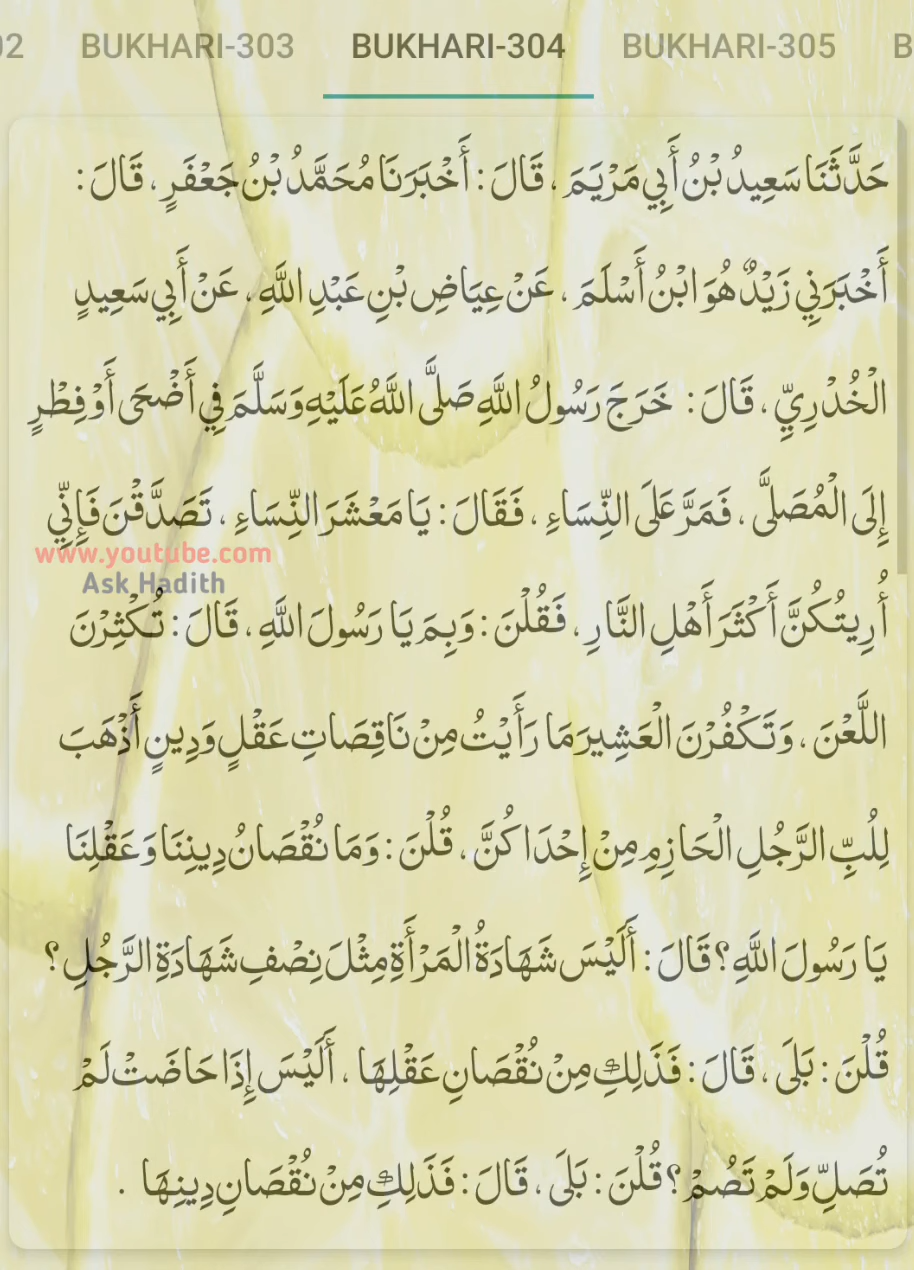 02 BUKHARI-303 BUKHARI-304 BUKHARI-305 B
حَدَّثَنَا سَعِيدُ بْنُ أَبِي مَرْيَمَ ، قَالَ : أَخْبَرَنَا مُحَمَّدُ بْنُ جَعْفَرٍ ، قَالَ :
أَخْبَرَنِي زَيْدٌ هُوَ ابْنُ أَسْلَمَ ، عَنْ عِيَاضِ بْنِ عَبْدِ اللَّهِ ، عَنْ أَبِي سَعِيدٍ
الْخُدْرِيِّ ، قَالَ : خَرَجَ رَسُولُ اللَّهِ صَلَّى اللَّهُ عَلَيْهِ وَسَلَّمَ فِي أَضْحَى أَوْ فِطْرٍ
إِلَى الْمُصَلَّى ، فَمَرَّ عَلَى النِّسَاءِ ، فَقَالَ : يَا مَعْشَرَ النِّسَاءِ ، تَصَدَّقْنَ فَإِنِّي
www.youtube.com
Ask Hadith
أُرِيتُكُنَّ أَكْثَرَ أَهْلِ النَّارِ ، فَقُلْنَ : وَبِمَ يَا رَسُولَ اللَّهِ ، قَالَ : تُكْثِرْنَ
اللَّعْنَ ، وَتَكْفُرْنَ الْعَشِيرَ مَا رَأَيْتُ مِنْ نَاقِصَاتِ عَقْلٍ وَدِينٍ أَذْهَبَ
لِلُبِّ الرَّجُلِ الْحَازِمِ مِنْ إِحْدَاكُنَّ ، قُلْنَ : وَمَا نُقْصَانُ دِينِنَا وَعَقْلِنَا
يَا رَسُولَ اللَّهِ ؟ قَالَ : أَلَيْسَ شَهَادَةُ الْمَرْأَةِ مِثْلَ نِصْفِ شَهَادَةِ الرَّجُلِ ؟
قُلْنَ : بَلَى ، قَالَ : فَذَلِكِ مِنْ نُقْصَانِ عَقْلِهَا ، أَلَيْسَ إِذَا حَاضَتْ لَمْ
تُصَلِّ وَلَمْ تَصُمْ ؟ قُلْنَ : بَلَى ، قَالَ : فَذَلِكِ مِنْ نُقْصَانِ دِينِهَا .